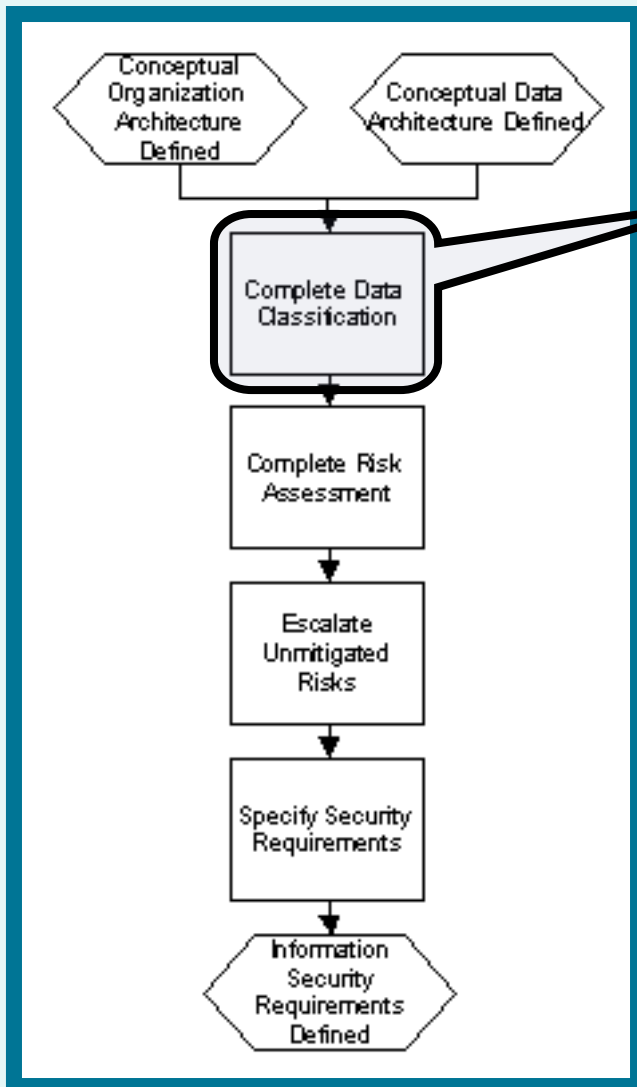 Conceptual
Organization
Architecture
Defined
Conceptual Data
Architecture Defined
Complete Data
Classification
Complete Risk
Assessment
Escalate
Unmitigated
Risks
Specify Security
Requirements
Information
Security
Requirements
Defined